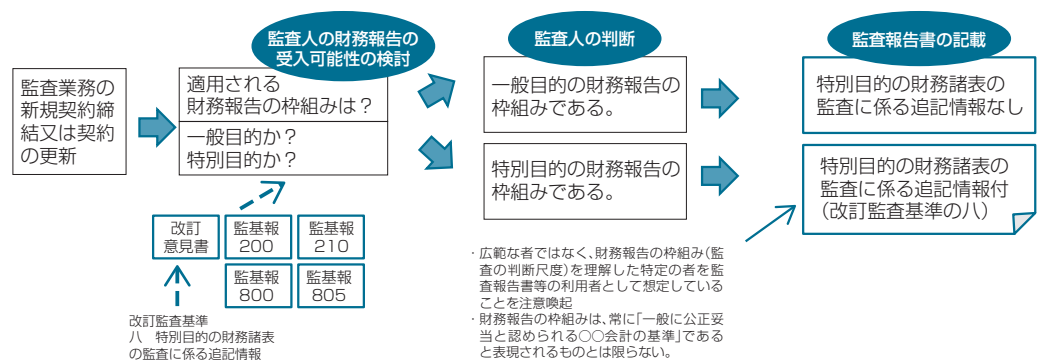 監査人の財務報告の
受入可能性の検討
監査人の判断
監査報告書の記載
監査業務の
新規契約締
結又は契約
の更新
適用される
財務報告の枠組みは？
一般目的か？
特別目的か？
一般目的の財務報告の
枠組みである。
特別目的の財務報告の
枠組みである。
特別目的の財務諸表の
監査に係る追記情報なし
特別目的の財務諸表の
監査に係る追記情報付
（改訂監査基準の八）
改訂
意見書
監基報
200
監基報
210
監基報
800
監基報
805
改訂監査基準
八　特別目的の財務諸表
の監査に係る追記情報
・広範な者ではなく、財務報告の枠組み（監
査の判断尺度）を理解した特定の者を監
査報告書等の利用者として想定している
ことを注意喚起
・財務報告の枠組みは、常に「一般に公正妥
当と認められる○○会計の基準」である
と表現されるものとは限らない。